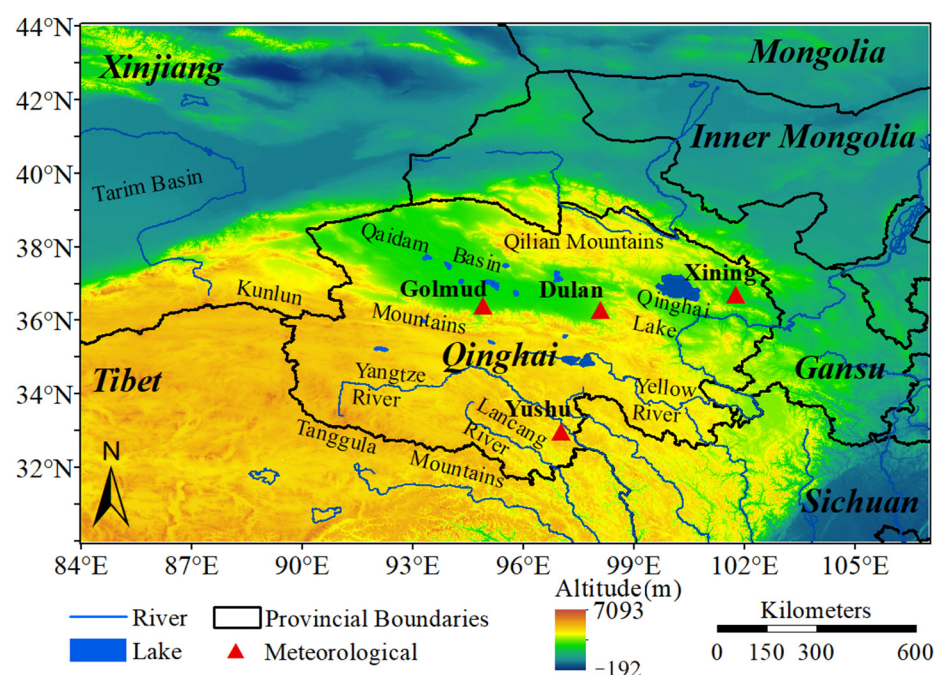 44°N
42°N
40°N
38°N
36°N
34°N
32°N
Xinjiang
Mongolia
Inner Mongolia
Tarim Basin
Qaidam
Basin
Qilian Mountains
Xining
Kunlun
Golmud
Dulan
Qinghai
Mountains
Lake
Qinghai
Tibet
Gansu
Yangtze
River
Yellow
River
Yushu
Lancang
River
Tanggula
Mountains
N
Sichuan
84°E
87°E
90°E
93°E
96°E
99°E
102°E
105°E
River
Provincial Boundaries
Lake
Meteorological
Altitude(m)
7093
−192
Kilometers
0 150 300 600